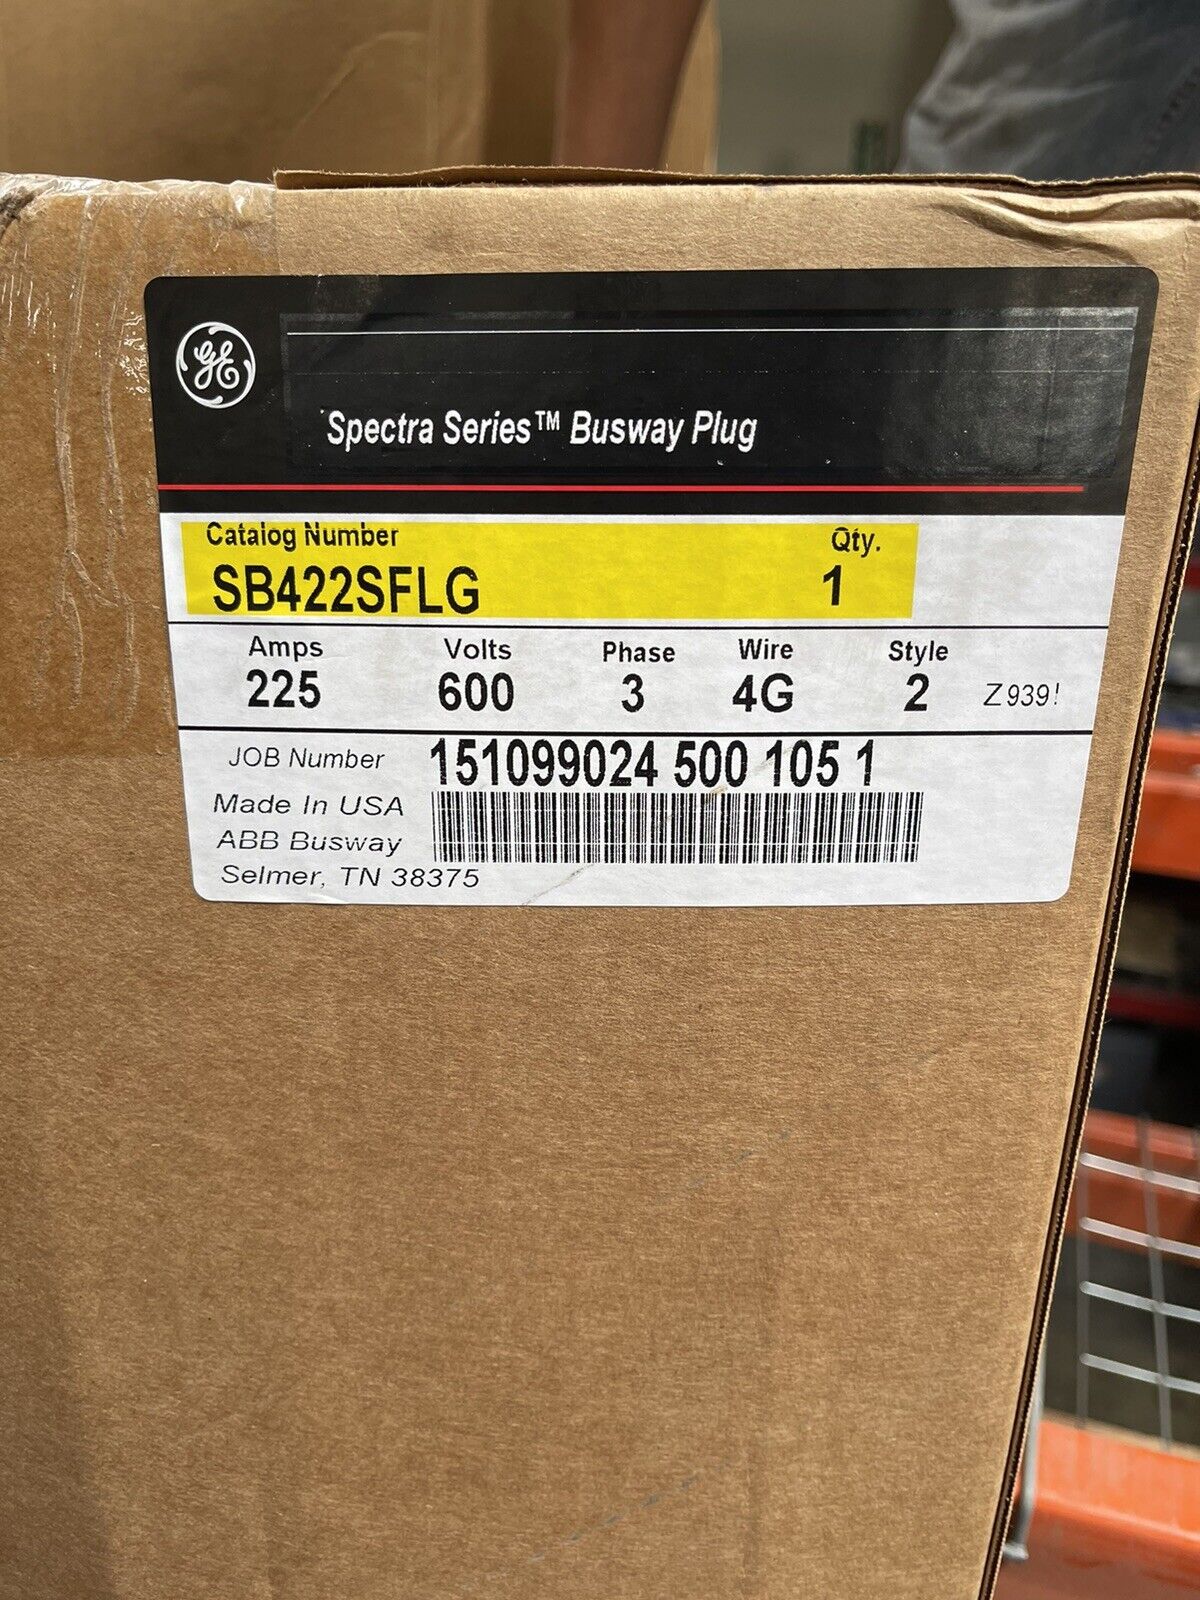 GE
Spectra Series™ Busway Plug
Catalog Number Qty.
SB422SFLG 1
Amps Volts Phase Wire Style
225 600 3 4G 2 Z939!
JOB Number 151099024 500 105 1
Made In USA
ABB Busway
Selmer, TN 38375